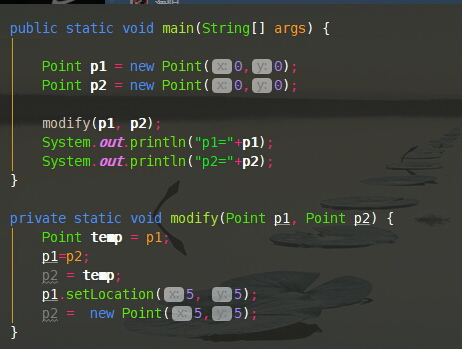 public static void main(String[] args) {
Point p1 = new Point( x: 0, y: 0);
Point p2 = new Point( x: 0, y: 0);
modify(p1, p2);
System.out.println("p1="+p1);
System.out.println("p2="+p2);
}
private static void modify(Point p1, Point p2) {
Point temp = p1;
p1=p2;
p2 = temp;
p1.setLocation( x: 5, y: 5);
p2 =  new Point( x: 5, y: 5);
}